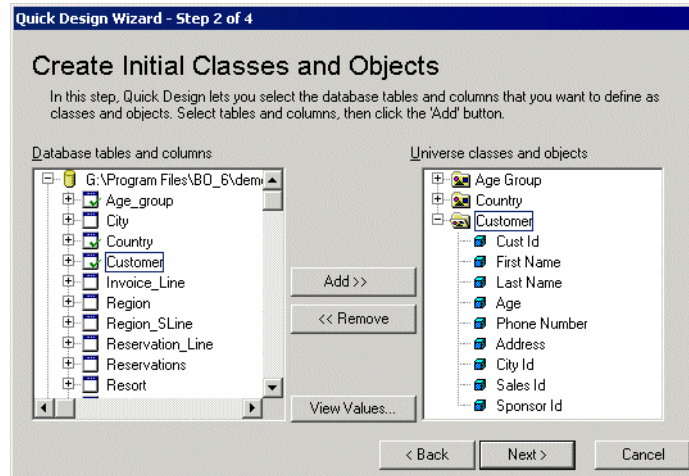 Quick Design Wizard - Step 2 of 4
Create Initial Classes and Objects
In this step, Quick Design lets you select the database tables and columns that you want to define as
classes and objects. Select tables and columns, then click the 'Add' button.
Database tables and columns
G:\Program Files\BO_6\dem
Age_group
City
Country
Customer
Invoice_Line
Region
Region_SLine
Reservation_Line
Reservations
Resort
Add >>
<< Remove
View Values...
Universe classes and objects
Age Group
Country
Customer
Cust Id
First Name
Last Name
Age
Phone Number
Address
City Id
Sales Id
Sponsor Id
< Back
Next >
Cancel